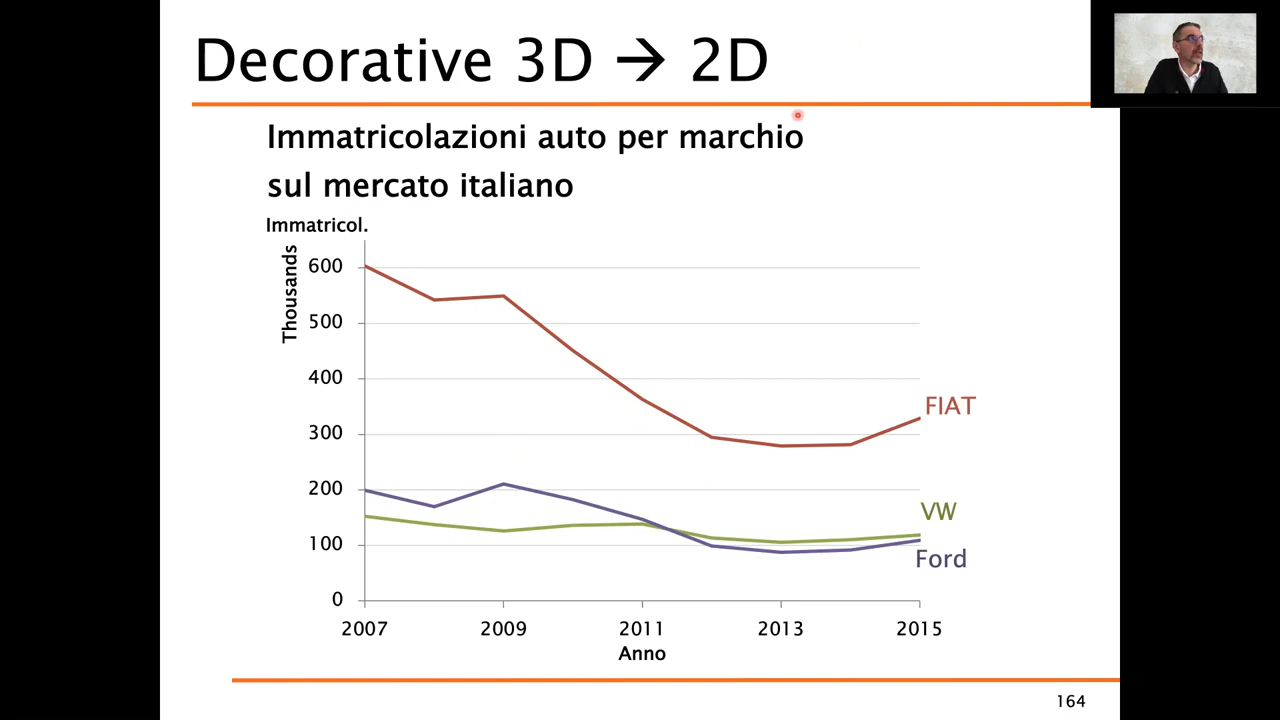 Decorative 3D → 2D
Immatricolazioni auto per marchio
sul mercato italiano
Immatricol.
Thousands
600
500
400
300
200
100
0
FIAT
VW
Ford
2007 2009 2011 2013 2015
Anno
164